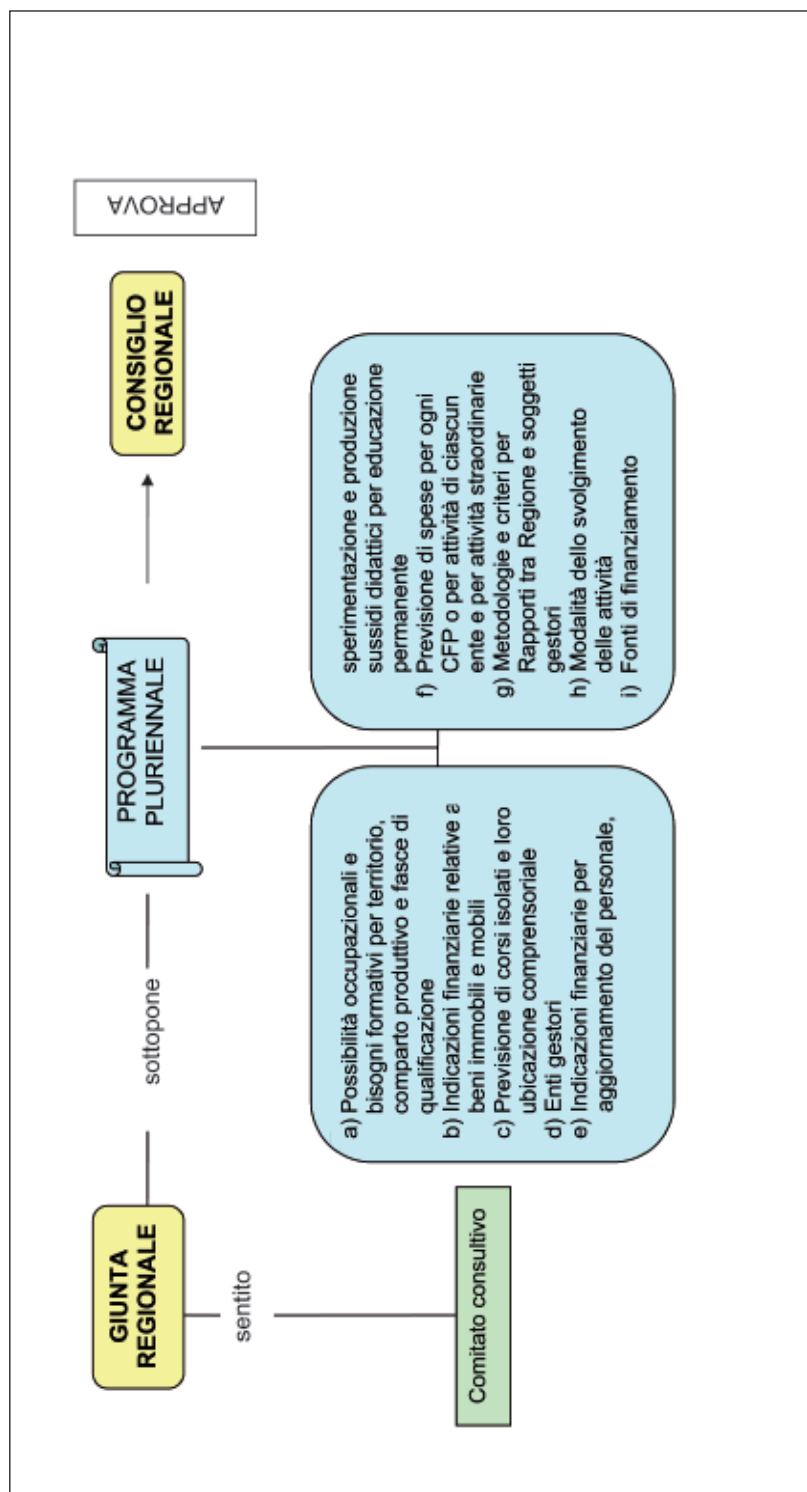 GIUNTA
REGIONALE
sottopone
PROGRAMMA
PLURIENNALE
CONSIGLIO
REGIONALE
APPROVA
sentito
Comitato consultivo
a) Possibilità occupazionali e
bisogni formativi per territorio,
comparto produttivo e fasce di
qualificazione
b) Indicazioni finanziarie relative a
beni immobili e mobili
c) Previsione di corsi isolati e loro
ubicazione comprensoriale
d) Enti gestori
e) Indicazioni finanziarie per
aggiornamento del personale,
sperimentazione e produzione
sussidi didattici per educazione
permanente
f) Previsione di spese per ogni
CFP o per attività di ciascun
ente e per attività straordinarie
g) Metodologie e criteri per
Rapporti tra Regione e soggetti
gestori
h) Modalità dello svolgimento
delle attività
i) Fonti di finanziamento